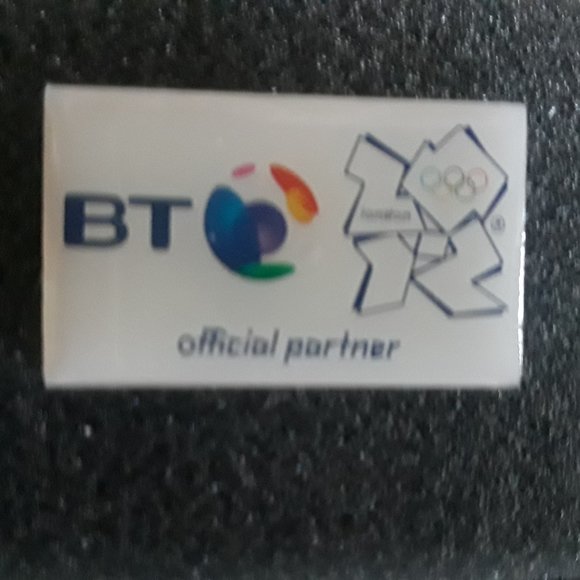 BT
london
®
official partner